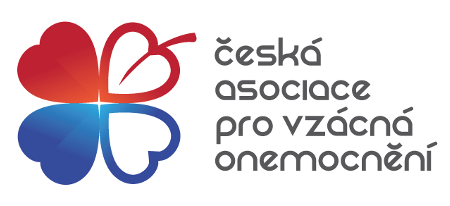 česká
asociace
pro vzácná
onemocnění